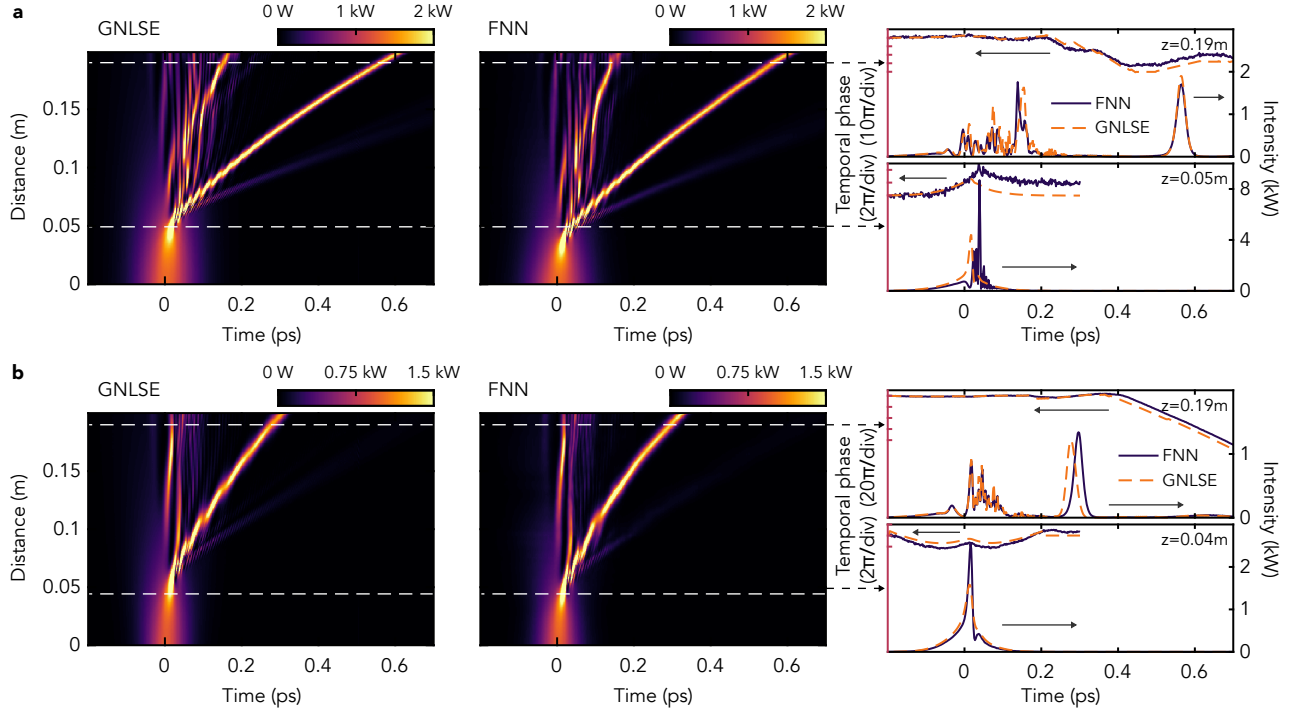 a
GNLSE
0 W 1 kW 2 kW
FNN
0 W 1 kW 2 kW
Distance (m)
0.15
0.1
0.05
0
0 0.2 0.4 0.6
Time (ps)
0 0.2 0.4 0.6
Time (ps)
Temporal phase
(2π/div) (10π/div)
z=0.19m
FNN
GNLSE
2
1
0
z=0.05m
8
4
0
Intensity (kW)
0 0.2 0.4 0.6
Time (ps)
b
GNLSE
0 W 0.75 kW 1.5 kW
FNN
0 W 0.75 kW 1.5 kW
Distance (m)
0.15
0.1
0.05
0
0 0.2 0.4 0.6
Time (ps)
0 0.2 0.4 0.6
Time (ps)
Temporal phase
(2π/div) (20π/div)
z=0.19m
FNN
GNLSE
1
0
z=0.04m
2
1
0
Intensity (kW)
0 0.2 0.4 0.6
Time (ps)